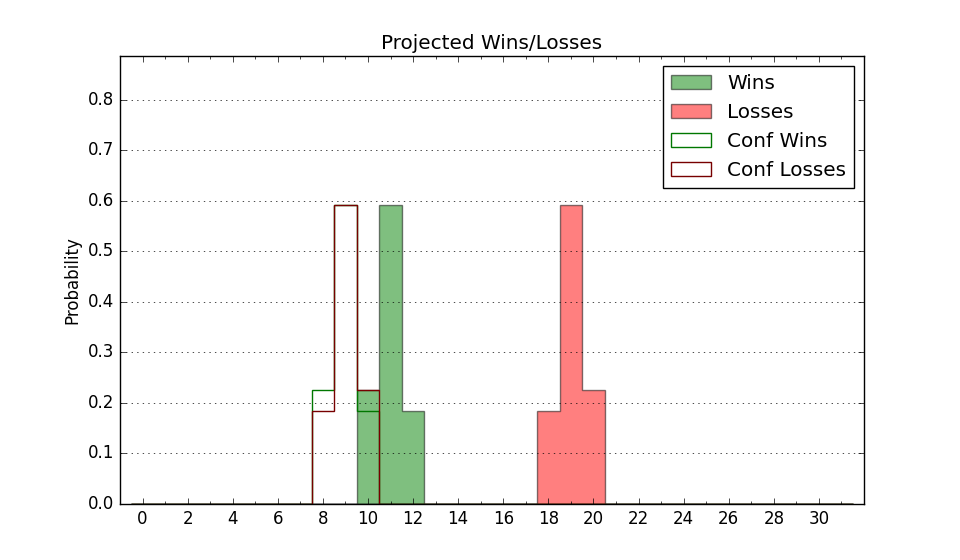 Projected Wins/Losses
Wins
Losses
Conf Wins
Conf Losses
Probability
0.8
0.7
0.6
0.5
0.4
0.3
0.2
0.1
0.0
0 2 4 6 8 10 12 14 16 18 20 22 24 26 28 30